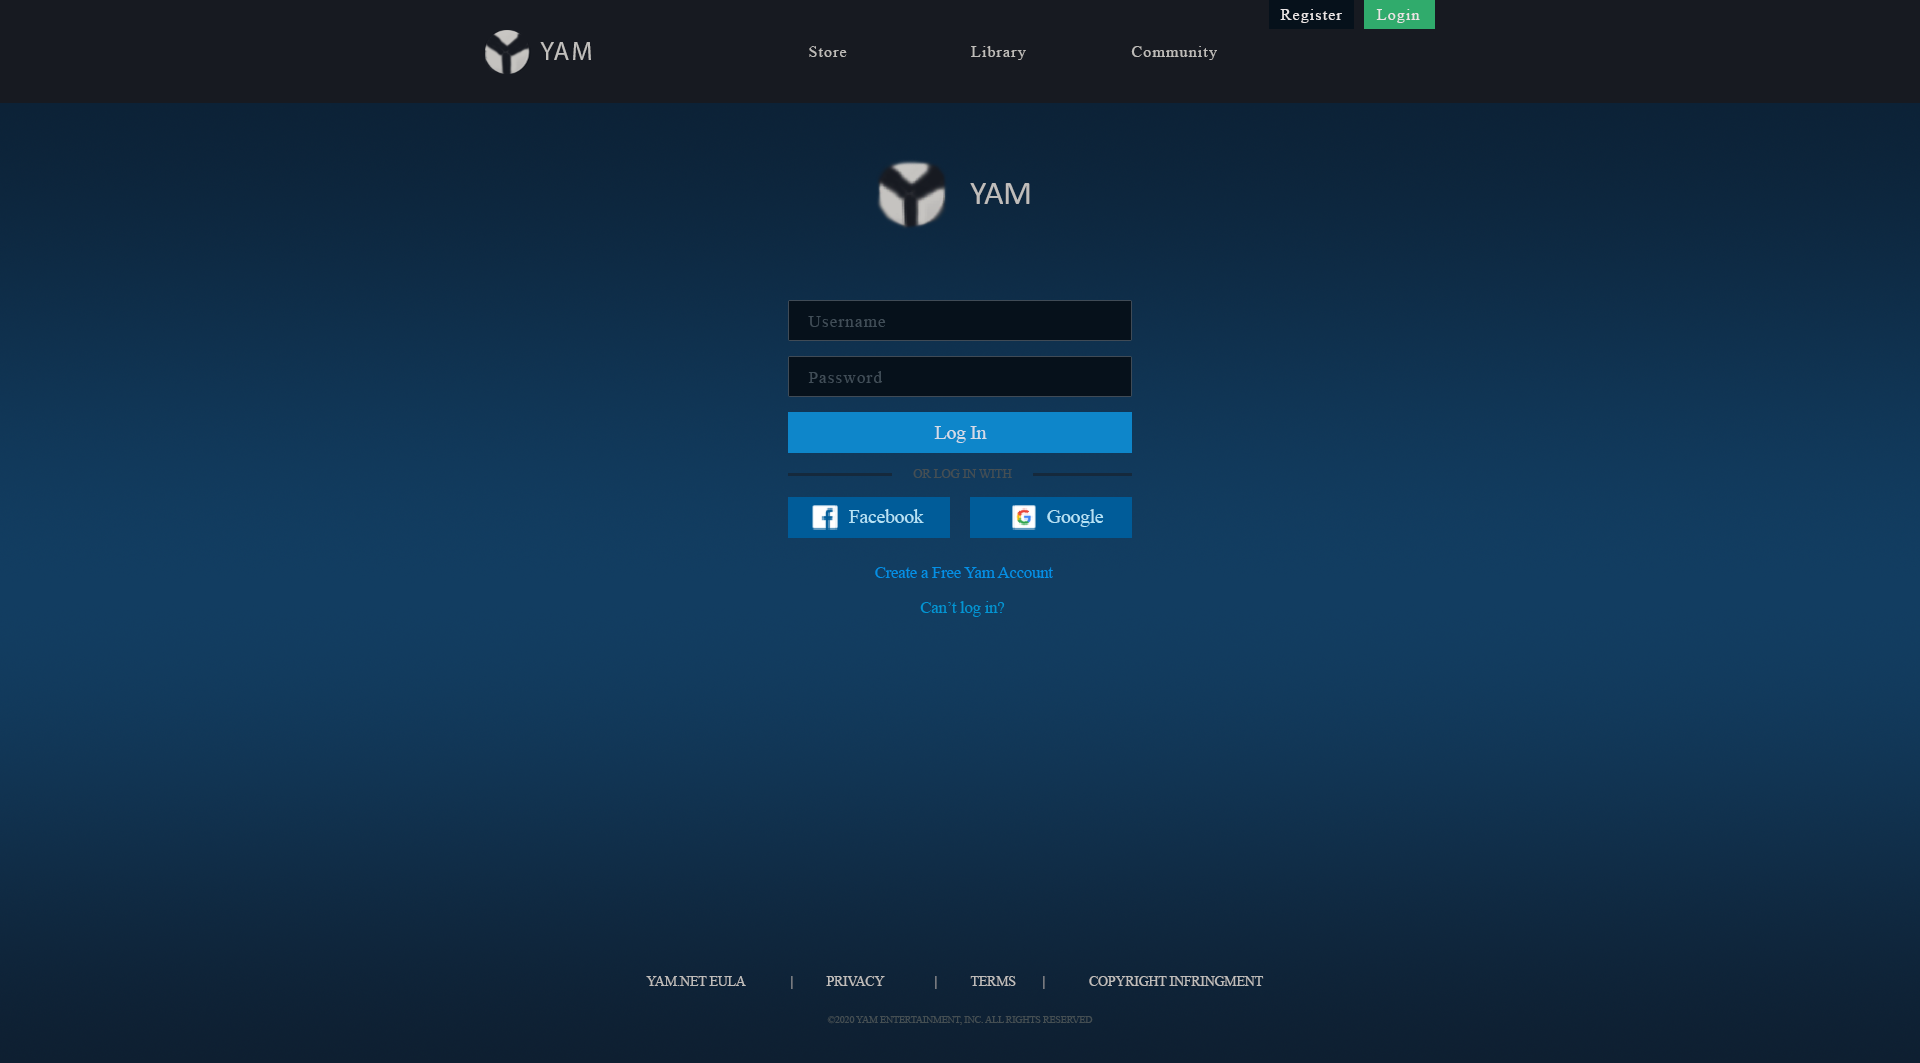 Register Login
YAM Store Library Community
YAM
Username
Password
Log In
OR LOG IN WITH
Facebook Google
Create a Free Yam Account
Can’t log in?
YAM.NET EULA | PRIVACY | TERMS | COPYRIGHT INFRINGMENT
©2020 YAM ENTERTAINMENT, INC. ALL RIGHTS RESERVED